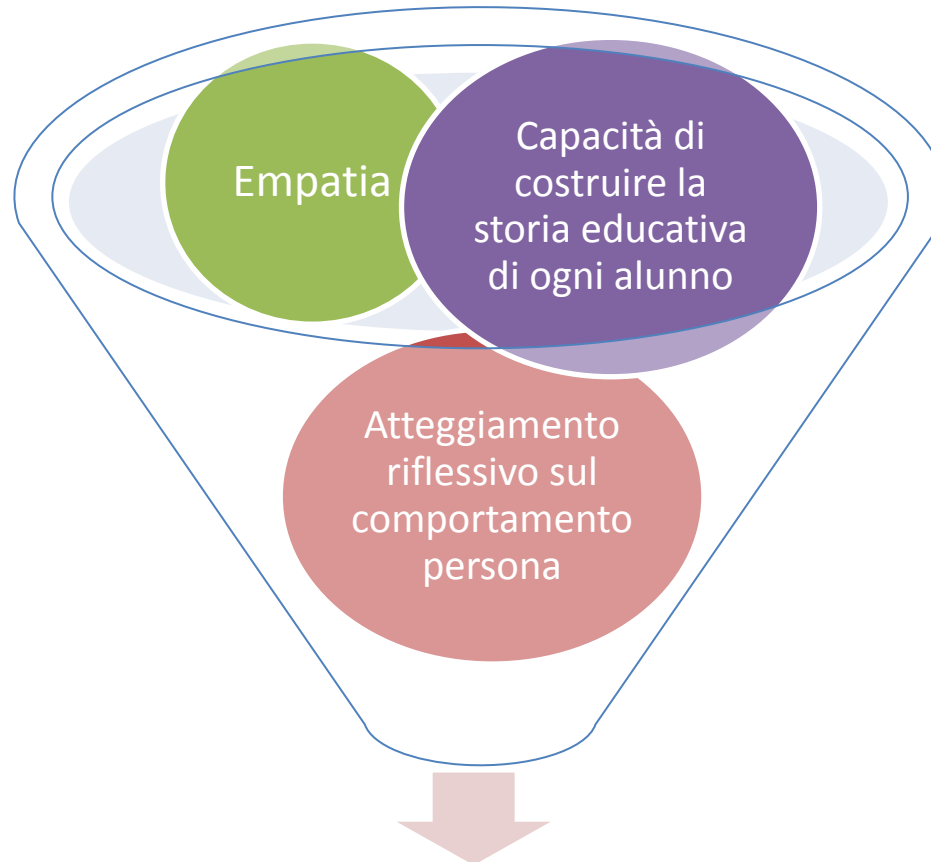 Empatia
Capacità di
costruire la
storia educativa
di ogni alunno
Atteggiamento
riflessivo sul
comportamento
persona